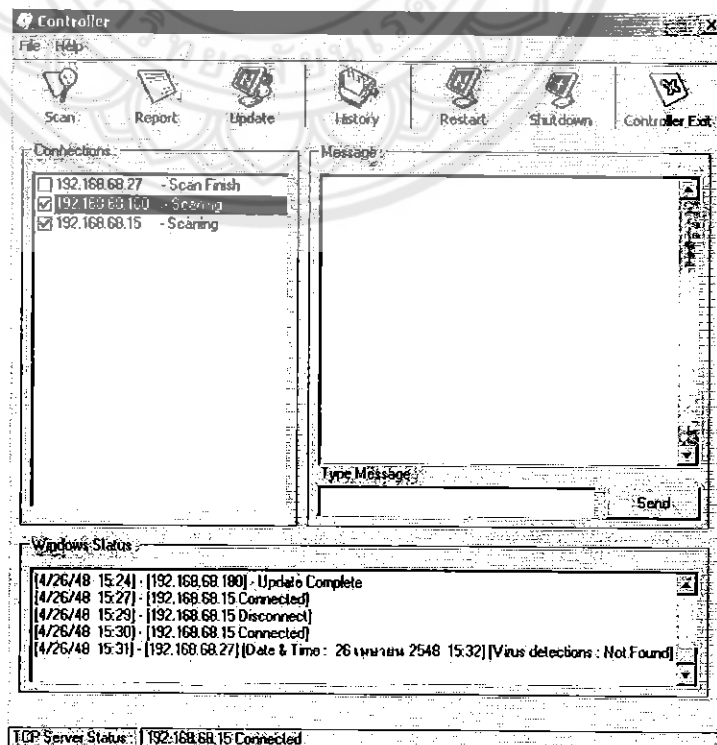 Controller
File Help
Scan Report Update History Restart Shutdown Controller Exit
Connections : Message :
192.168.68.27 - Scan Finish
192.168.68.180 - Scaning
192.168.68.15 - Scaning
Type Message :
Send
Windows Status :
[4/26/48 15:24] - [192.168.68.180] - Update Complete
[4/26/48 15:27] - [192.168.68.15 Connected]
[4/26/48 15:29] - [192.168.68.15 Disconnect]
[4/26/48 15:30] - [192.168.68.15 Connected]
[4/26/48 15:31] - [192.168.68.27] [Date & Time : 26 เมษายน 2548 15:32] [Virus detections : Not Found]
TCP Server Status : 192.168.68.15 Connected